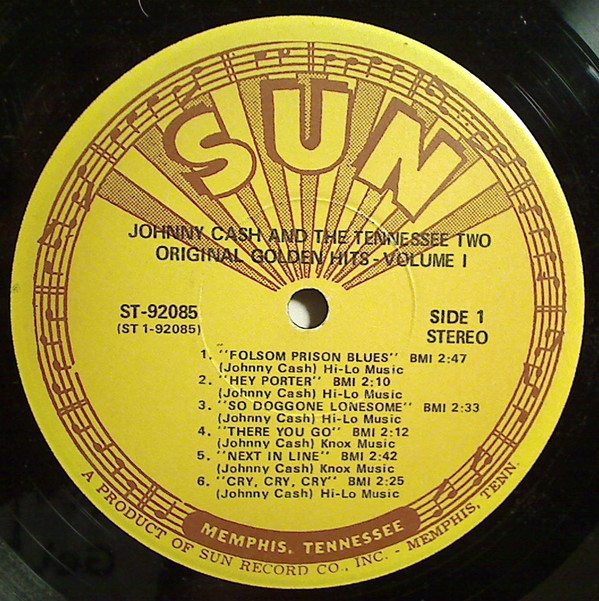 SUN
JOHNNY CASH AND THE TENNESSEE TWO
ORIGINAL GOLDEN HITS - VOLUME I
ST-92085
(ST 1-92085)
SIDE 1
STEREO
1. "FOLSOM PRISON BLUES" BMI 2:47
(Johnny Cash) Hi-Lo Music
2. "HEY PORTER" BMI 2:10
(Johnny Cash) Hi-Lo Music
3. "SO DOGGONE LONESOME" BMI 2:33
(Johnny Cash) Hi-Lo Music
4. "THERE YOU GO" BMI 2:12
(Johnny Cash) Knox Music
5. "NEXT IN LINE" BMI 2:42
(Johnny Cash) Knox Music
6. "CRY, CRY, CRY" BMI 2:25
(Johnny Cash) Hi-Lo Music
MEMPHIS, TENNESSEE
A PRODUCT OF SUN RECORD CO., INC. - MEMPHIS, TENN.